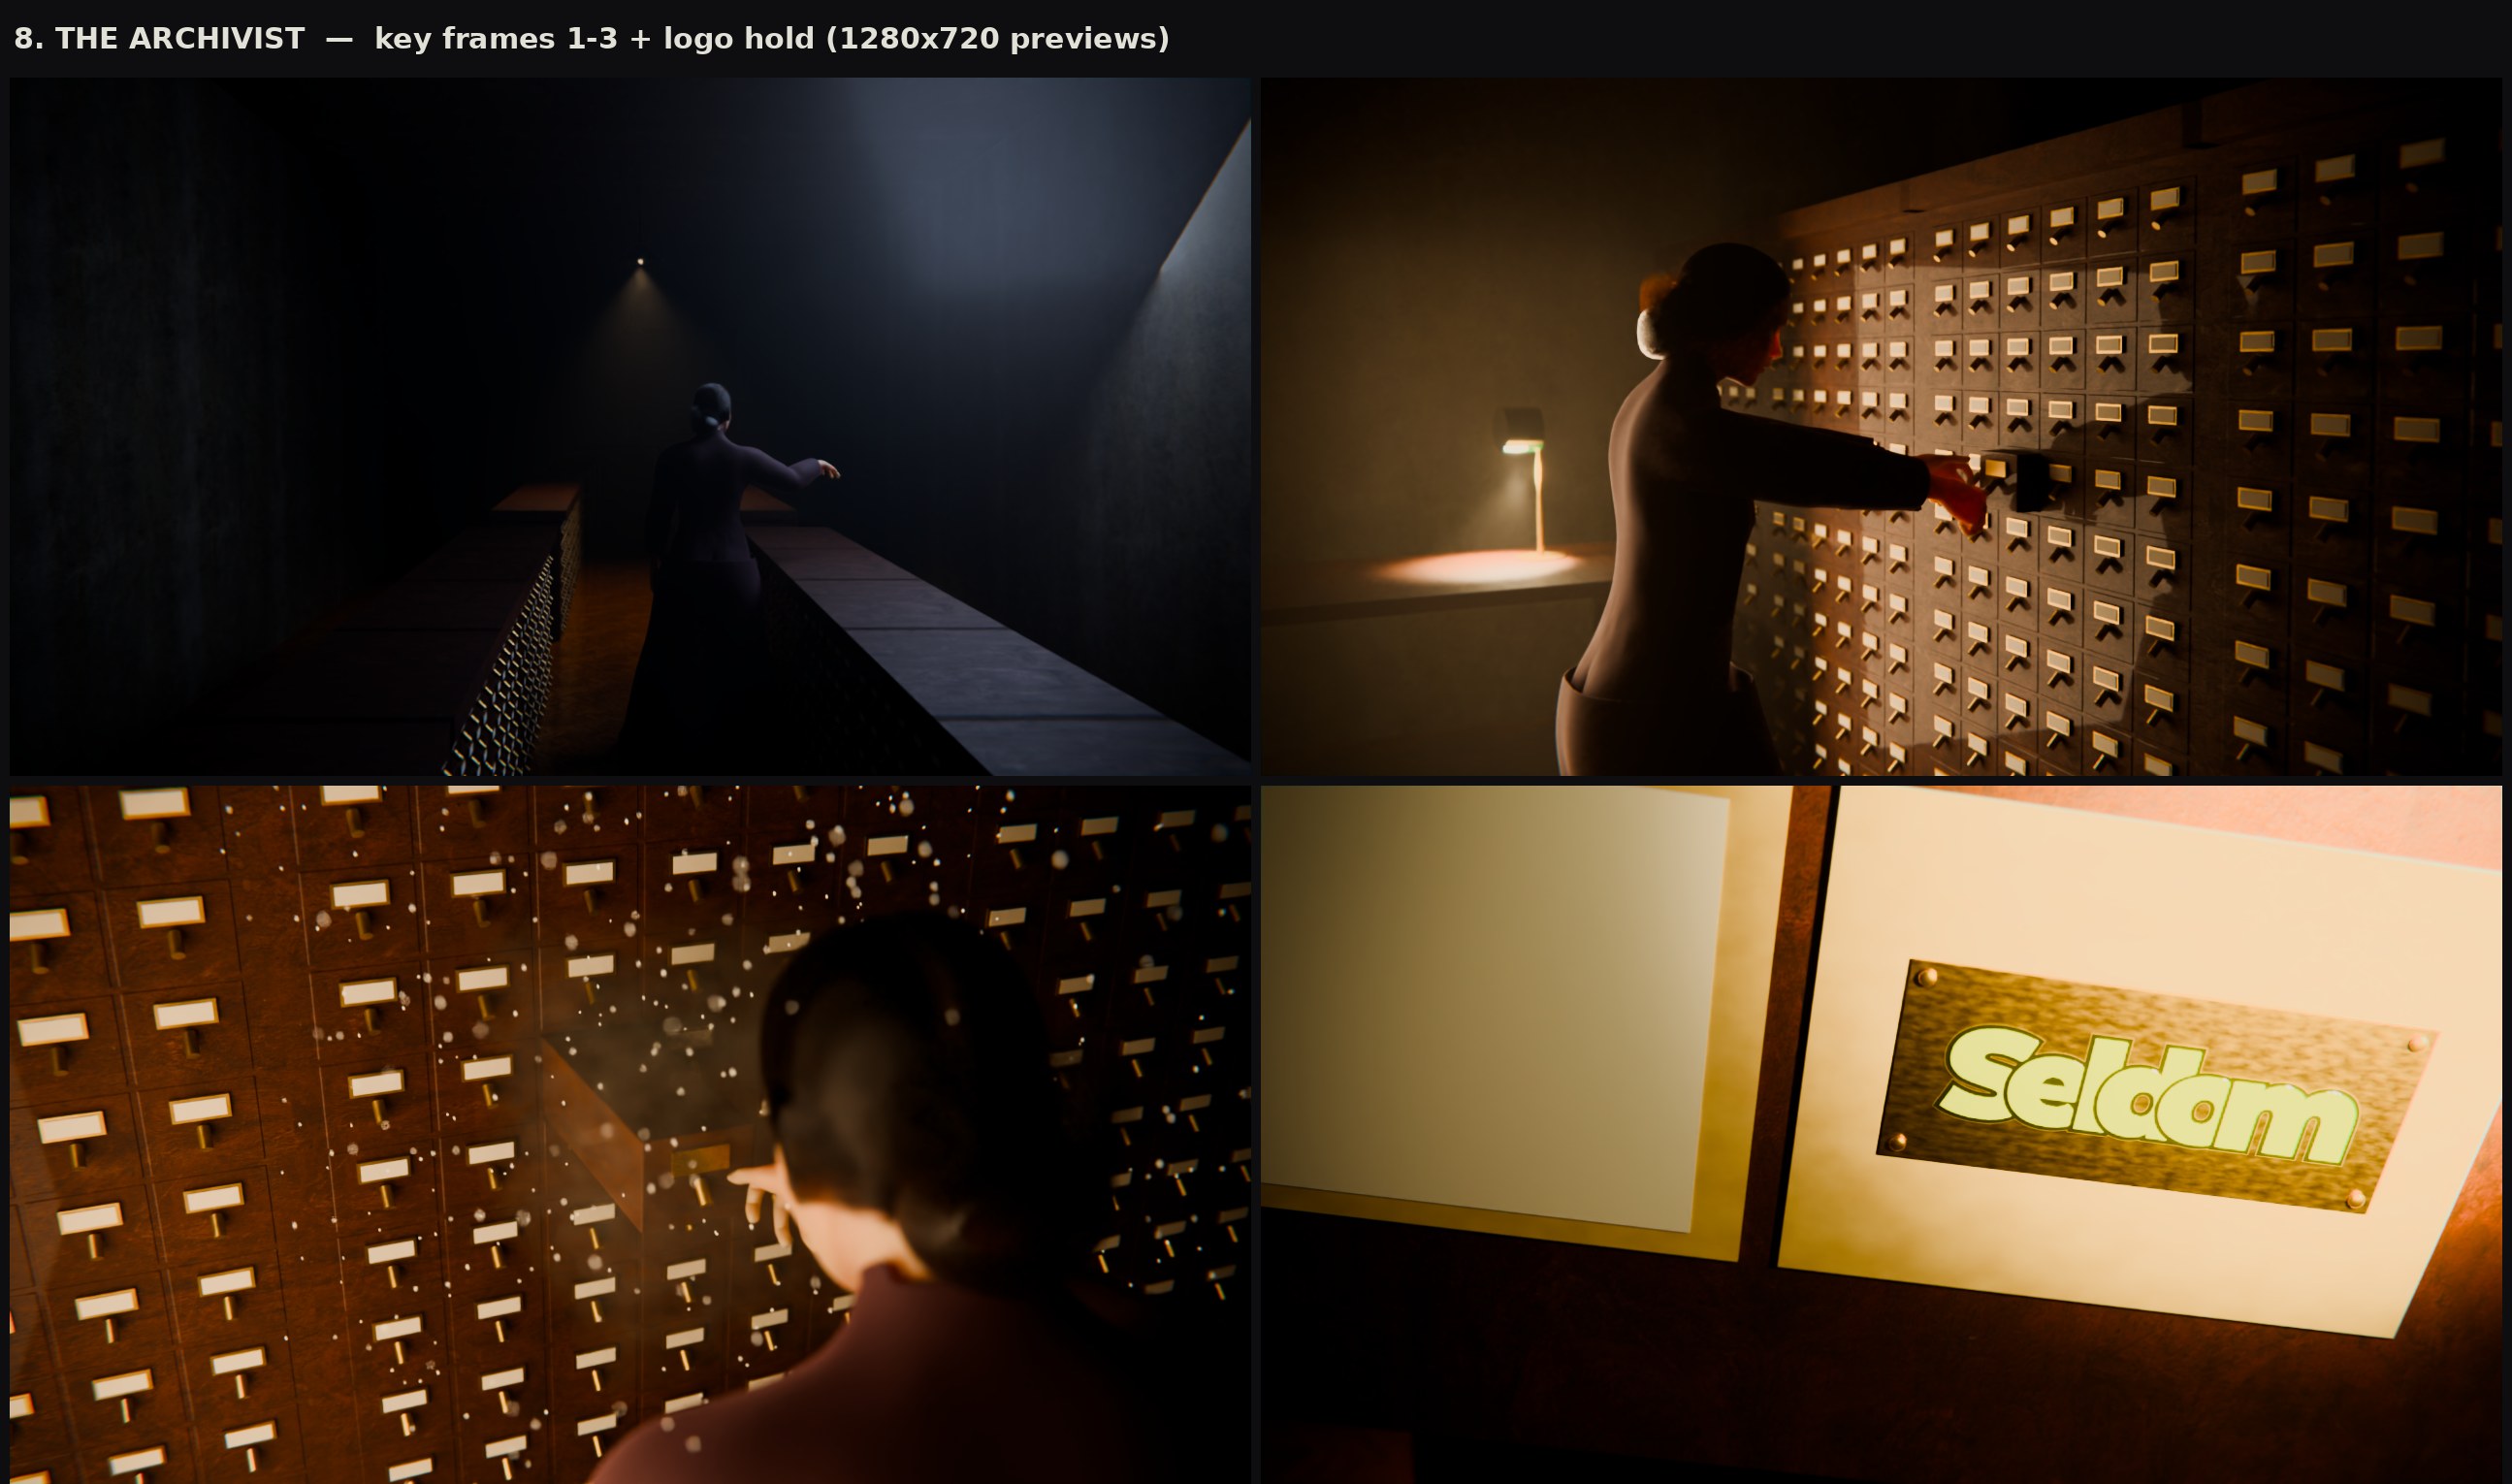 8. THE ARCHIVIST — key frames 1-3 + logo hold (1280x720 previews)
Seldom